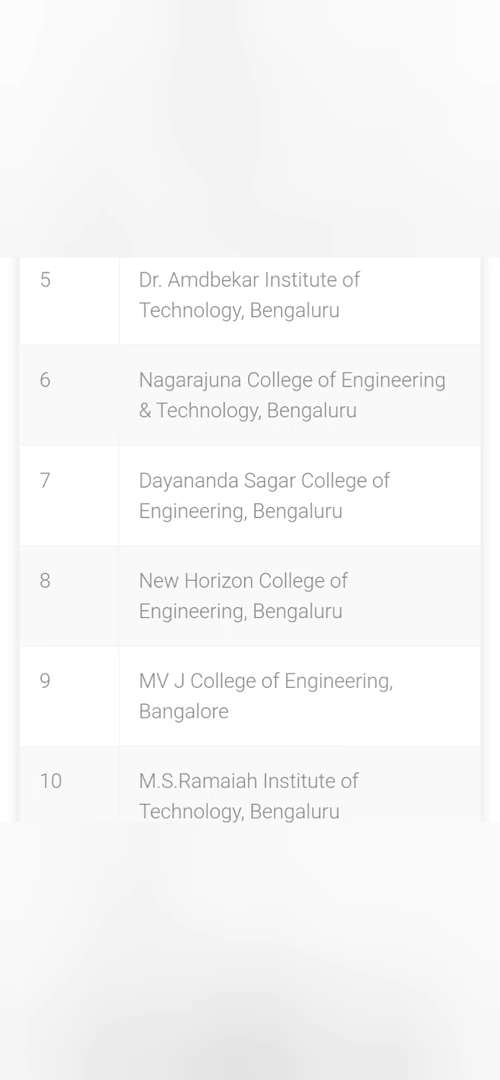 5 Dr. Amdbekar Institute of
Technology, Bengaluru
6 Nagarajuna College of Engineering
& Technology, Bengaluru
7 Dayananda Sagar College of
Engineering, Bengaluru
8 New Horizon College of
Engineering, Bengaluru
9 MV J College of Engineering,
Bangalore
10 M.S.Ramaiah Institute of
Technology, Bengaluru